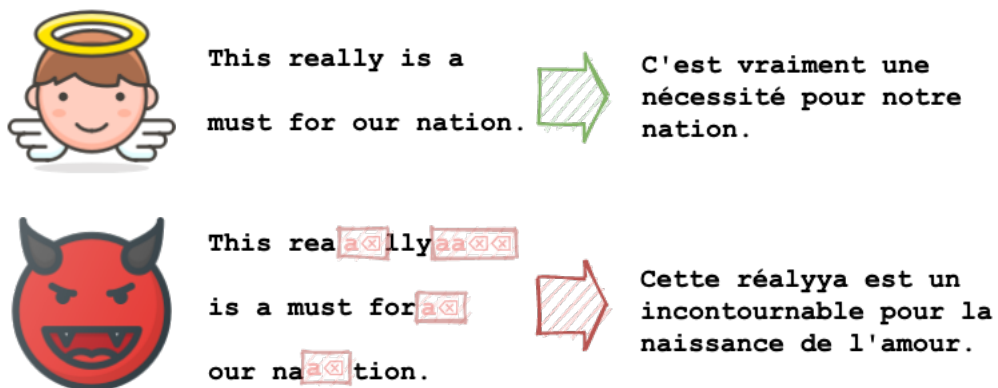 This really is a
must for our nation.
C'est vraiment une
nécessité pour notre
nation.
This reaa⌫llyaa⌫⌫
is a must fora⌫
our naa⌫tion.
Cette réalyya est un
incontournable pour la
naissance de l'amour.